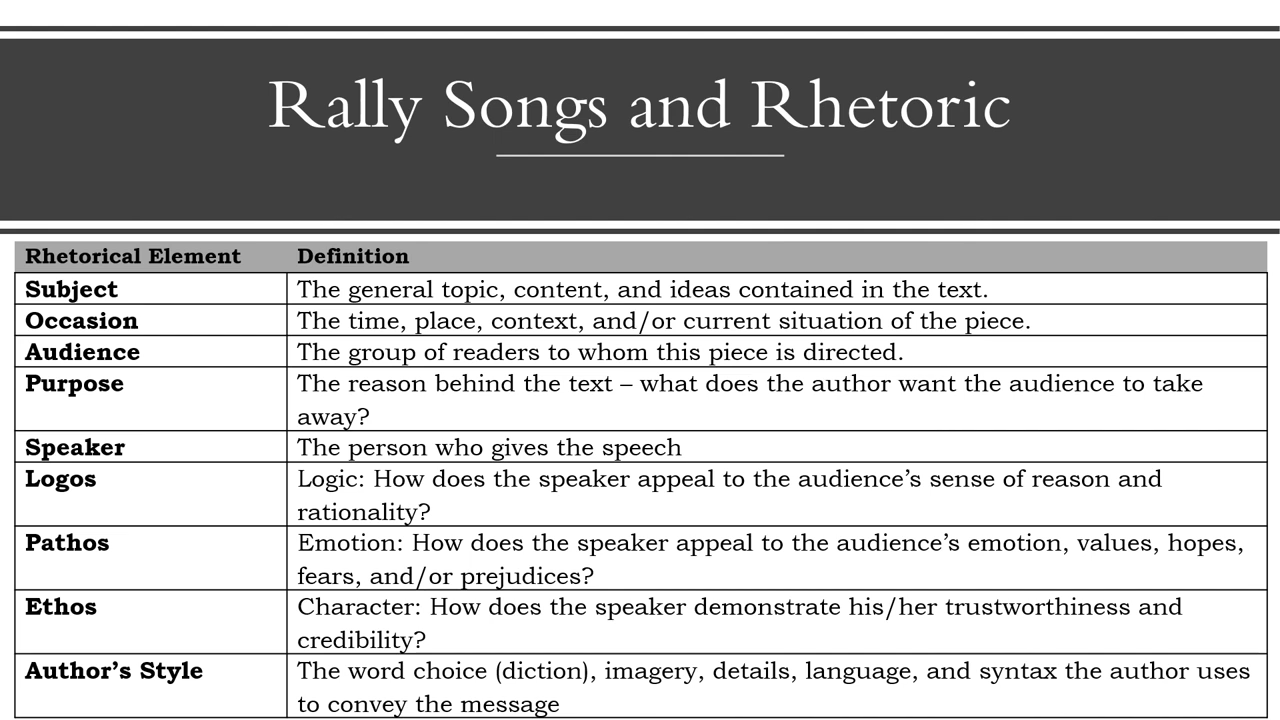 Rally Songs and Rhetoric
Rhetorical Element Definition
Subject The general topic, content, and ideas contained in the text.
Occasion The time, place, context, and/or current situation of the piece.
Audience The group of readers to whom this piece is directed.
Purpose The reason behind the text – what does the author want the audience to take
away?
Speaker The person who gives the speech
Logos Logic: How does the speaker appeal to the audience’s sense of reason and
rationality?
Pathos Emotion: How does the speaker appeal to the audience’s emotion, values, hopes,
fears, and/or prejudices?
Ethos Character: How does the speaker demonstrate his/her trustworthiness and
credibility?
Author’s Style The word choice (diction), imagery, details, language, and syntax the author uses
to convey the message